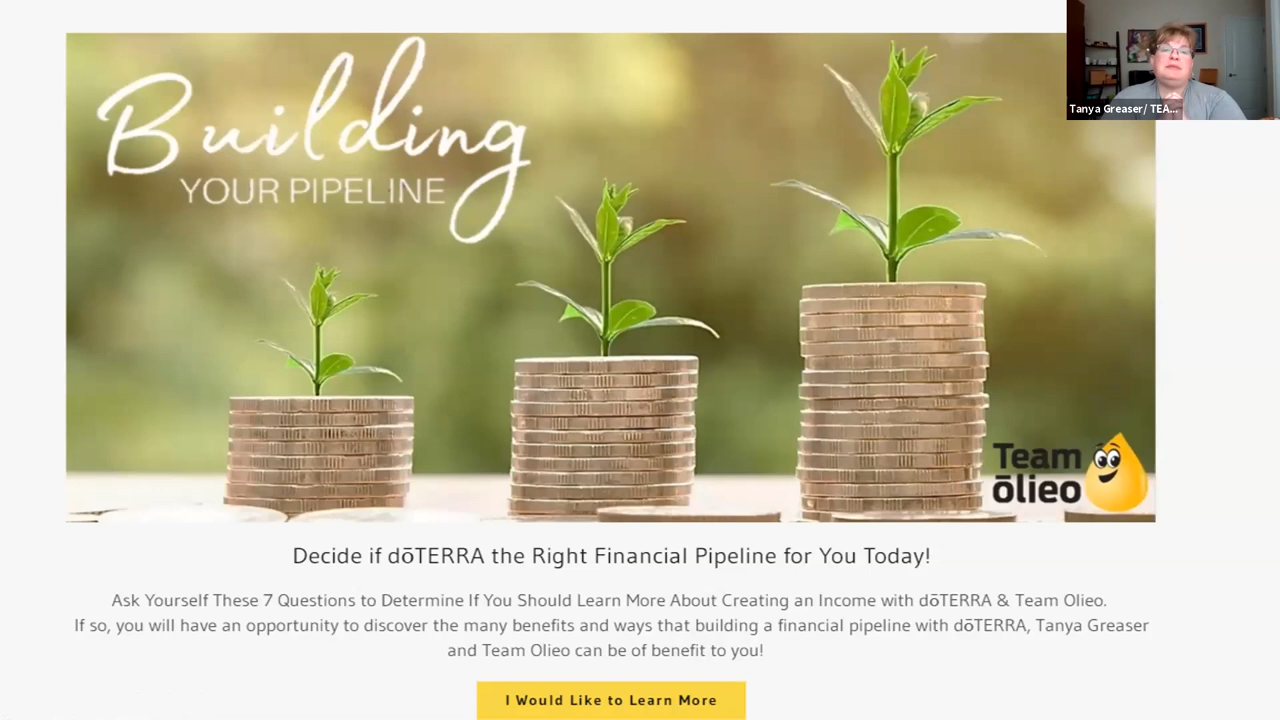 Building
YOUR PIPELINE
Tanya Greaser/ TEA...
Team
ōlieo
Decide if dōTERRA the Right Financial Pipeline for You Today!
Ask Yourself These 7 Questions to Determine If You Should Learn More About Creating an Income with dōTERRA & Team Olieo.
If so, you will have an opportunity to discover the many benefits and ways that building a financial pipeline with dōTERRA, Tanya Greaser
and Team Olieo can be of benefit to you!
I Would Like to Learn More